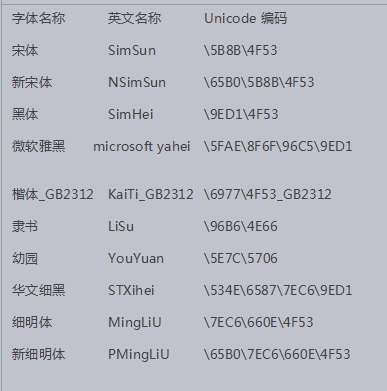 字体名称 英文名称 Unicode 编码
宋体 SimSun \5B8B\4F53
新宋体 NSimSun \65B0\5B8B\4F53
黑体 SimHei \9ED1\4F53
微软雅黑 microsoft yahei \5FAE\8F6F\96C5\9ED1
楷体_GB2312 KaiTi_GB2312 \6977\4F53_GB2312
隶书 LiSu \96B6\4E66
幼园 YouYuan \5E7C\5706
华文细黑 STXihei \534E\6587\7EC6\9ED1
细明体 MingLiU \7EC6\660E\4F53
新细明体 PMingLiU \65B0\7EC6\660E\4F53